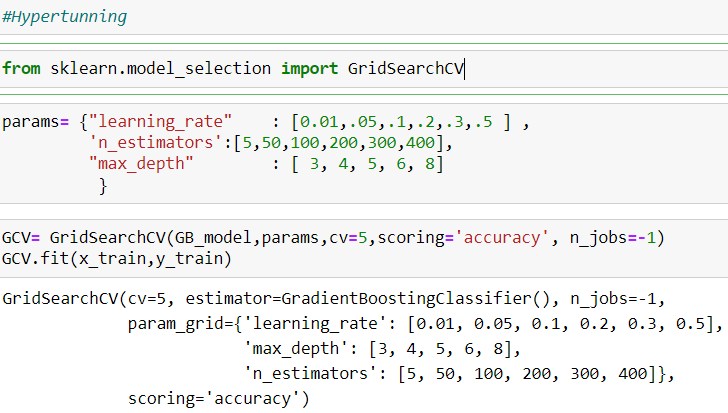 #Hypertunning
from sklearn.model_selection import GridSearchCV
params= {"learning_rate"    : [0.01,.05,.1,.2,.3,.5 ] ,
'n_estimators':[5,50,100,200,300,400],
"max_depth"        : [ 3, 4, 5, 6, 8]
}
GCV= GridSearchCV(GB_model,params,cv=5,scoring='accuracy', n_jobs=-1)
GCV.fit(x_train,y_train)
GridSearchCV(cv=5, estimator=GradientBoostingClassifier(), n_jobs=-1,
param_grid={'learning_rate': [0.01, 0.05, 0.1, 0.2, 0.3, 0.5],
'max_depth': [3, 4, 5, 6, 8],
'n_estimators': [5, 50, 100, 200, 300, 400]},
scoring='accuracy')